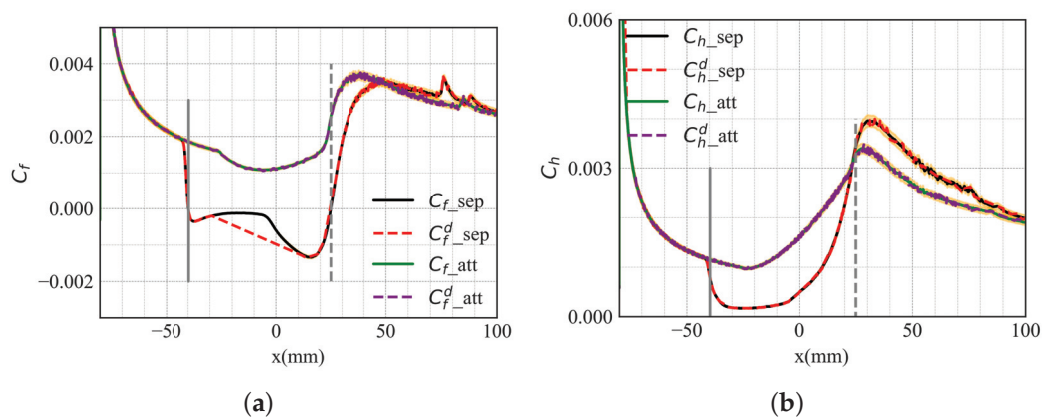 0.004
0.002
0.000
−0.002
C_f
C_f_sep
C_f^d_sep
C_f_att
C_f^d_att
−50
0
50
100
x(mm)
(a)
0.006
0.003
0.000
C_h
C_h_sep
C_h^d_sep
C_h_att
C_h^d_att
−50
0
50
100
x(mm)
(b)